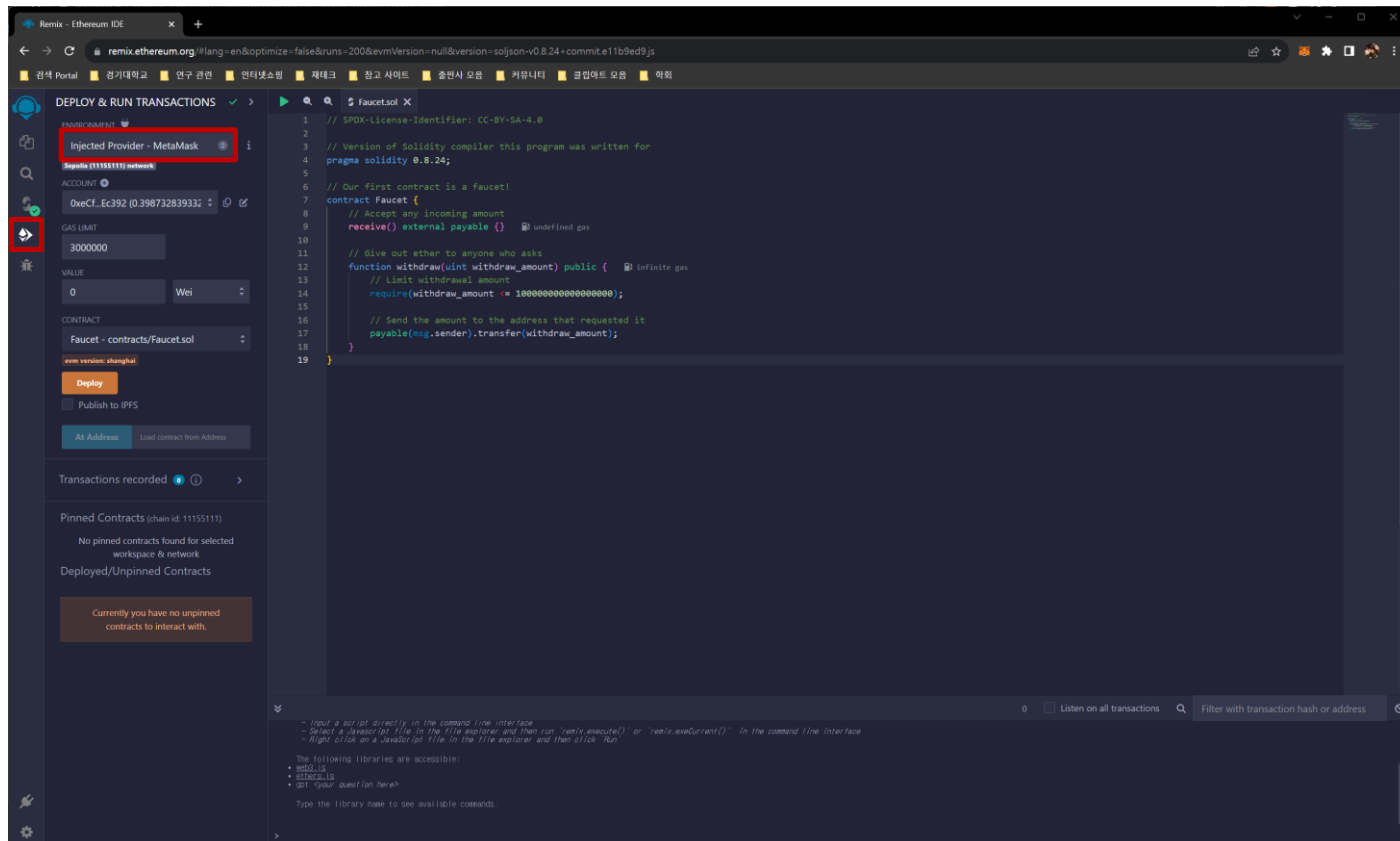 Remix - Ethereum IDE
remix.ethereum.org/#lang=en&optimize=false&runs=200&evmVersion=null&version=soljson-v0.8.24+commit.e11b9ed9.js
검색 Portal 경기대학교 연구 관련 인터넷쇼핑 재테크 참고 사이트 출판사 모음 커뮤니티 클립아트 모음 학회
DEPLOY & RUN TRANSACTIONS
ENVIRONMENT
Injected Provider - MetaMask
Sepolia (11155111) network
ACCOUNT
0xeCf...Ec392 (0.39873283933
GAS LIMIT
3000000
VALUE
0 Wei
CONTRACT
Faucet - contracts/Faucet.sol
evm version: shanghai
Deploy
Publish to IPFS
At Address Load contract from Address
Transactions recorded 0
Pinned Contracts (chain id: 11155111)
No pinned contracts found for selected
workspace & network
Deployed/Unpinned Contracts
Currently you have no unpinned
contracts to interact with.
Faucet.sol
1 // SPDX-License-Identifier: CC-BY-SA-4.0
2
3 // Version of Solidity compiler this program was written for
4 pragma solidity 0.8.24;
5
6 // Our first contract is a faucet!
7 contract Faucet {
8 // Accept any incoming amount
9 receive() external payable {} undefined gas
10
11 // Give out ether to anyone who asks
12 function withdraw(uint withdraw_amount) public { infinite gas
13 // Limit withdrawal amount
14 require(withdraw_amount <= 100000000000000000);
15
16 // Send the amount to the address that requested it
17 payable(msg.sender).transfer(withdraw_amount);
18 }
19 }
0 Listen on all transactions Filter with transaction hash or address
- Input a script directly in the command line interface
- Select a Javascript file in the file explorer and then run `remix.execute()` or `remix.exeCurrent()` in the command line interface
- Right click on a JavaScript file in the file explorer and then click `Run`
The following libraries are accessible:
• web3.js
• ethers.js
• gpt <your question here>
Type the library name to see available commands.
>